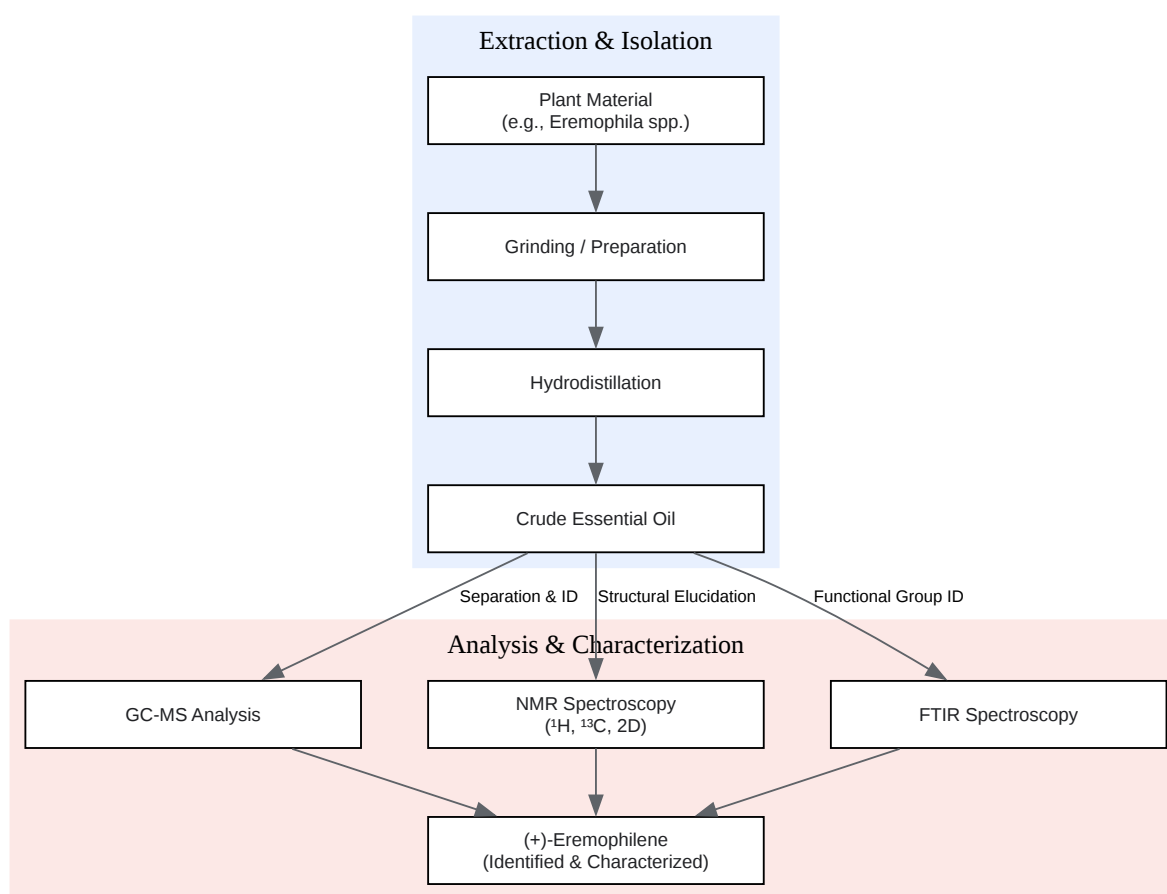 Extraction & Isolation
Plant Material
(e.g., Eremophila spp.)
Grinding / Preparation
Hydrodistillation
Crude Essential Oil
Separation & ID
Structural Elucidation
Functional Group ID
Analysis & Characterization
GC-MS Analysis
NMR Spectroscopy
(¹H, ¹³C, 2D)
FTIR Spectroscopy
(+)-Eremophilene
(Identified & Characterized)